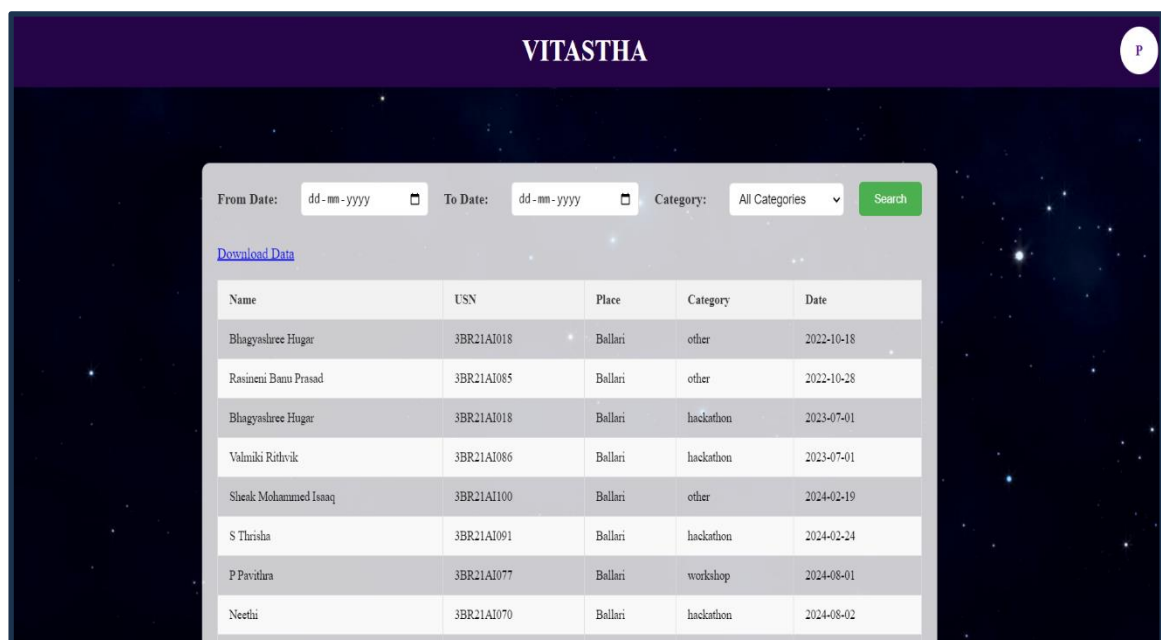 VITASTHA
P
From Date: dd-mm-yyyy To Date: dd-mm-yyyy Category: All Categories Search
Download Data
Name USN Place Category Date
Bhagyashree Hugar 3BR21AI018 Ballari other 2022-10-18
Rasineni Banu Prasad 3BR21AI085 Ballari other 2022-10-28
Bhagyashree Hugar 3BR21AI018 Ballari hackathon 2023-07-01
Valmiki Rithvik 3BR21AI086 Ballari hackathon 2023-07-01
Sheak Mohammed Isaaq 3BR21AI100 Ballari other 2024-02-19
S Thrisha 3BR21AI091 Ballari hackathon 2024-02-24
P Pavithra 3BR21AI077 Ballari workshop 2024-08-01
Neethi 3BR21AI070 Ballari hackathon 2024-08-02